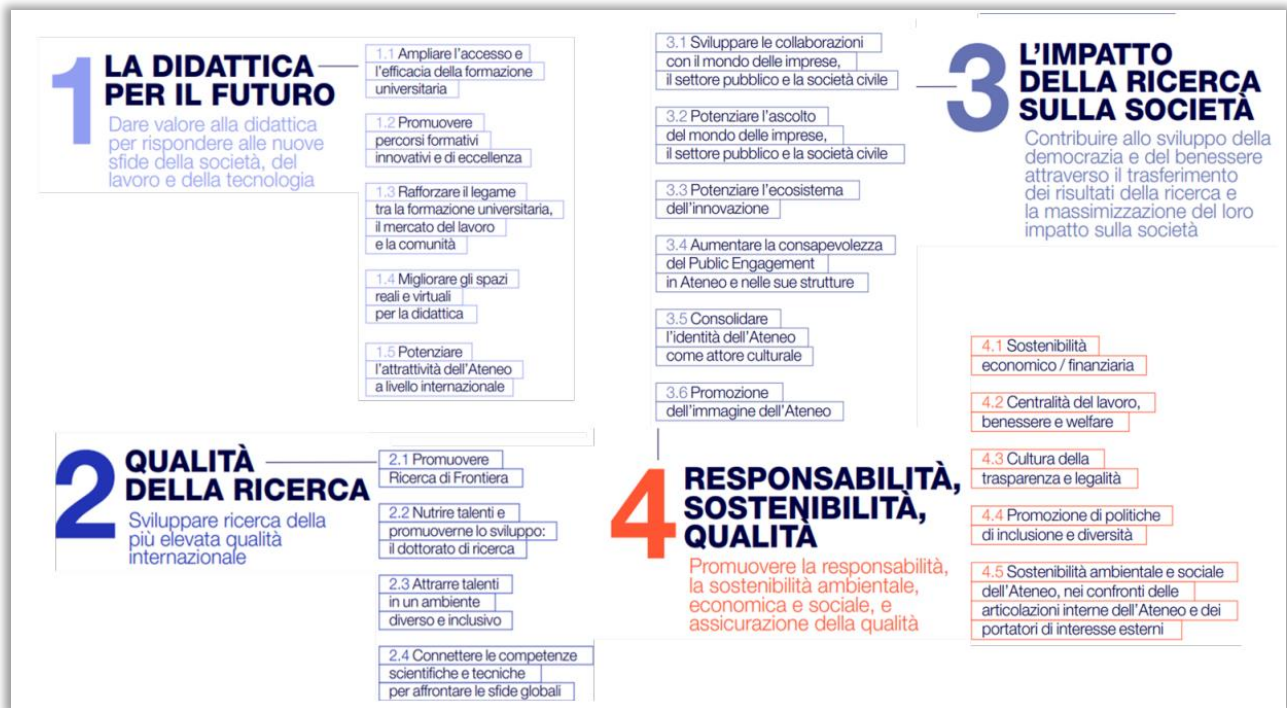 1
LA DIDATTICA
PER IL FUTURO
Dare valore alla didattica
per rispondere alle nuove
sfide della società, del
lavoro e della tecnologia
1.1 Ampliare l'accesso e
l'efficacia della formazione
universitaria
1.2 Promuovere
percorsi formativi
innovativi e di eccellenza
1.3 Rafforzare il legame
tra la formazione universitaria,
il mercato del lavoro
e la comunità
1.4 Migliorare gli spazi
reali e virtuali
per la didattica
1.5 Potenziare
l'attrattività dell'Ateneo
a livello internazionale
2
QUALITÀ
DELLA RICERCA
Sviluppare ricerca della
più elevata qualità
internazionale
2.1 Promuovere
Ricerca di Frontiera
2.2 Nutrire talenti e
promuoverne lo sviluppo:
il dottorato di ricerca
2.3 Attrarre talenti
in un ambiente
diverso e inclusivo
2.4 Connettere le competenze
scientifiche e tecniche
per affrontare le sfide globali
3
L'IMPATTO
DELLA RICERCA
SULLA SOCIETÀ
Contribuire allo sviluppo della
democrazia e del benessere
attraverso il trasferimento
dei risultati della ricerca e
la massimizzazione del loro
impatto sulla società
3.1 Sviluppare le collaborazioni
con il mondo delle imprese,
il settore pubblico e la società civile
3.2 Potenziare l'ascolto
del mondo delle imprese,
il settore pubblico e la società civile
3.3 Potenziare l'ecosistema
dell'innovazione
3.4 Aumentare la consapevolezza
del Public Engagement
in Ateneo e nelle sue strutture
3.5 Consolidare
l'identità dell'Ateneo
come attore culturale
3.6 Promozione
dell'immagine dell'Ateneo
4
RESPONSABILITÀ,
SOSTENIBILITÀ,
QUALITÀ
Promuovere la responsabilità,
la sostenibilità ambientale,
economica e sociale, e
assicurazione della qualità
4.1 Sostenibilità
economico / finanziaria
4.2 Centralità del lavoro,
benessere e welfare
4.3 Cultura della
trasparenza e legalità
4.4 Promozione di politiche
di inclusione e diversità
4.5 Sostenibilità ambientale e sociale
dell'Ateneo, nei confronti delle
articolazioni interne dell'Ateneo e dei
portatori di interesse esterni